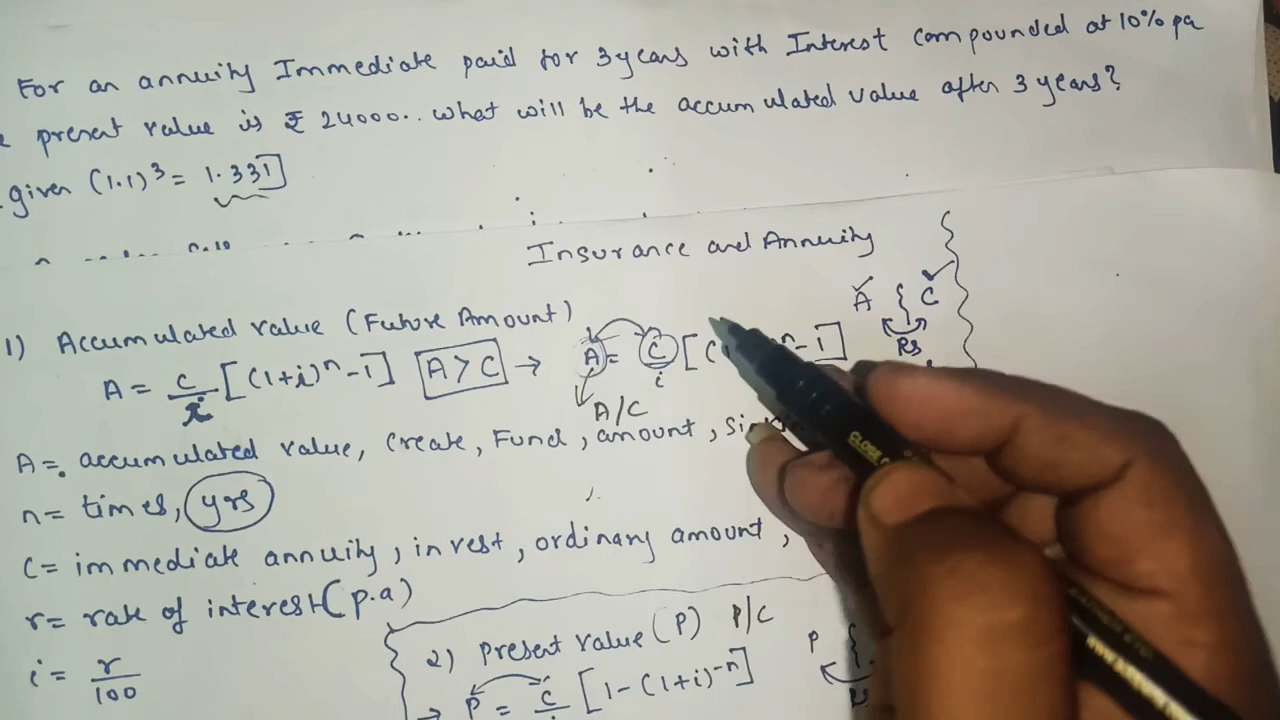 For an annuity Immediate paid for 3 years with Interest compounded at 10% pa
present value is ₹ 24000.. what will be the accumulated value after 3 years?
given (1.1)³ = 1.331]
Insurance and Annuity
1) Accumulated value (Future Amount)
A = C/i [(1+i)ⁿ-1] A>C → A = C/i [( n-1]
A { C
Rs
A/C
A = accumulated value, Create, Fund, amount,
n = times, yrs
C = immediate annuity, invest, ordinary amount,
r = rate of interest (p.a)
i = r/100
2) Present value (P) P/C
P {
→ P = C/i [1-(1+i)⁻ⁿ]